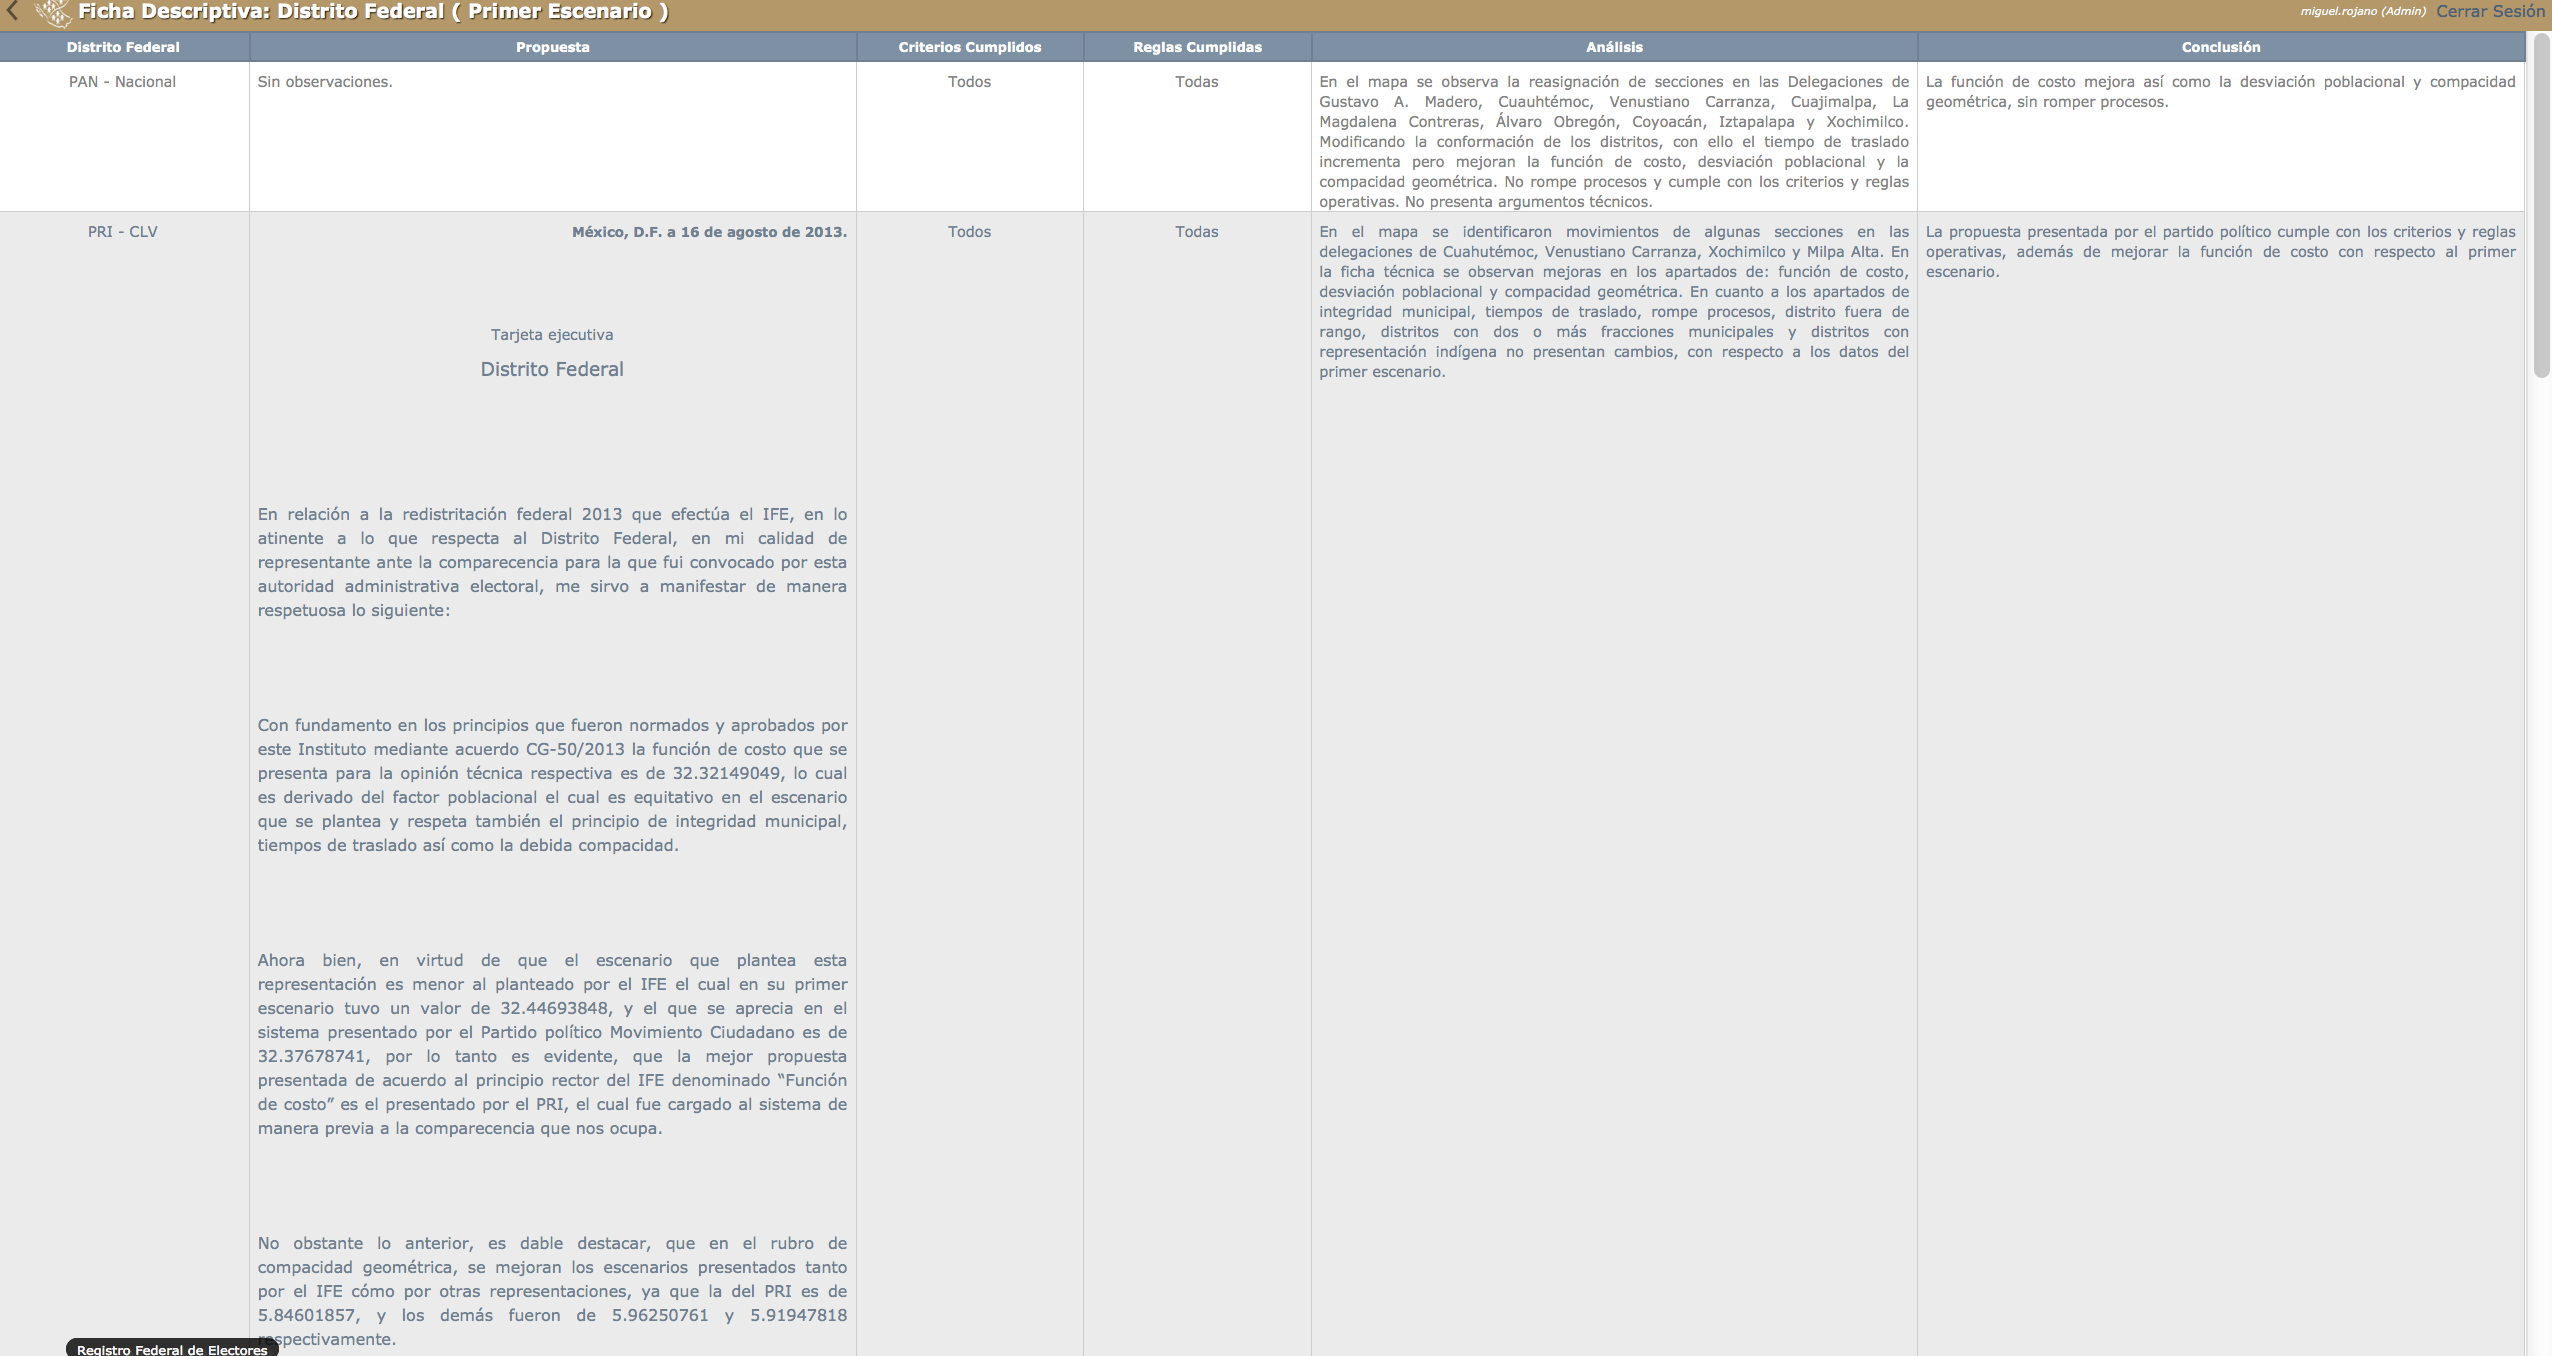 Ficha Descriptiva: Distrito Federal ( Primer Escenario )
miguel.rojano (Admin) Cerrar Sesión
Distrito Federal
Propuesta
Criterios Cumplidos
Reglas Cumplidas
Análisis
Conclusión
PAN - Nacional
Sin observaciones.
Todos
Todas
En el mapa se observa la reasignación de secciones en las Delegaciones de
Gustavo A. Madero, Cuauhtémoc, Venustiano Carranza, Cuajimalpa, La
Magdalena Contreras, Álvaro Obregón, Coyoacán, Iztapalapa y Xochimilco.
Modificando la conformación de los distritos, con ello el tiempo de traslado
incrementa pero mejoran la función de costo, desviación poblacional y la
compacidad geométrica. No rompe procesos y cumple con los criterios y reglas
operativas. No presenta argumentos técnicos.
La función de costo mejora así como la desviación poblacional y compacidad
geométrica, sin romper procesos.
PRI - CLV
México, D.F. a 16 de agosto de 2013.
Tarjeta ejecutiva
Distrito Federal
En relación a la redistritación federal 2013 que efectúa el IFE, en lo
atinente a lo que respecta al Distrito Federal, en mi calidad de
representante ante la comparecencia para la que fui convocado por esta
autoridad administrativa electoral, me sirvo a manifestar de manera
respetuosa lo siguiente:
Con fundamento en los principios que fueron normados y aprobados por
este Instituto mediante acuerdo CG-50/2013 la función de costo que se
presenta para la opinión técnica respectiva es de 32.32149049, lo cual
es derivado del factor poblacional el cual es equitativo en el escenario
que se plantea y respeta también el principio de integridad municipal,
tiempos de traslado así como la debida compacidad.
Ahora bien, en virtud de que el escenario que plantea esta
representación es menor al planteado por el IFE el cual en su primer
escenario tuvo un valor de 32.44693848, y el que se aprecia en el
sistema presentado por el Partido político Movimiento Ciudadano es de
32.37678741, por lo tanto es evidente, que la mejor propuesta
presentada de acuerdo al principio rector del IFE denominado “Función
de costo” es el presentado por el PRI, el cual fue cargado al sistema de
manera previa a la comparecencia que nos ocupa.
No obstante lo anterior, es dable destacar, que en el rubro de
compacidad geométrica, se mejoran los escenarios presentados tanto
por el IFE cómo por otras representaciones, ya que la del PRI es de
5.84601857, y los demás fueron de 5.96250761 y 5.91947818
respectivamente.
Todos
Todas
En el mapa se identificaron movimientos de algunas secciones en las
delegaciones de Cuahutémoc, Venustiano Carranza, Xochimilco y Milpa Alta. En
la ficha técnica se observan mejoras en los apartados de: función de costo,
desviación poblacional y compacidad geométrica. En cuanto a los apartados de
integridad municipal, tiempos de traslado, rompe procesos, distrito fuera de
rango, distritos con dos o más fracciones municipales y distritos con
representación indígena no presentan cambios, con respecto a los datos del
primer escenario.
La propuesta presentada por el partido político cumple con los criterios y reglas
operativas, además de mejorar la función de costo con respecto al primer
escenario.
Registro Federal de Electores